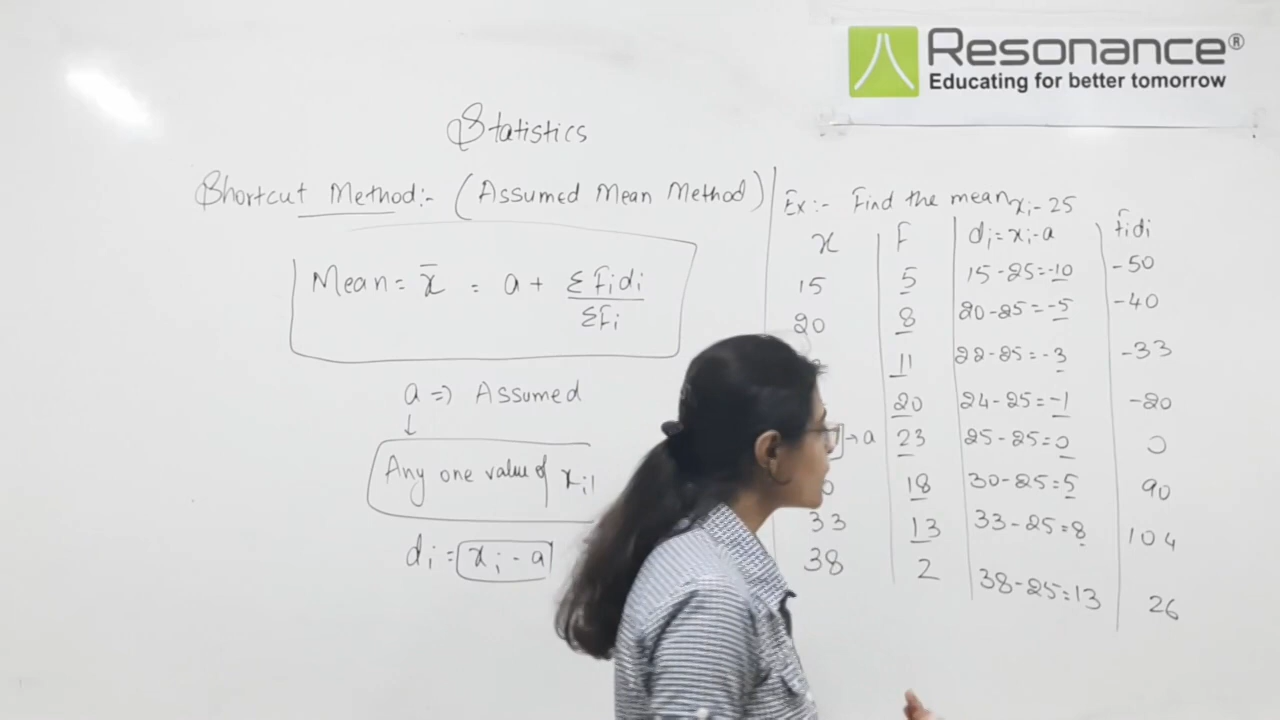 Resonance®
Educating for better tomorrow
Statistics
Shortcut Method:- (Assumed Mean Method)
Mean = x̄ = a + Σfidi / Σfi
a => Assumed
↓
Any one value of xi
di = xi - a
Ex:- Find the mean xi - 25
x F di = xi - a fidi
15 5 15-25=-10 -50
20 8 20-25=-5 -40
11 22-25=-3 -33
20 24-25=-1 -20
→ a 23 25-25=0 0
18 30-25=5 90
33 13 33-25=8 104
38 2 38-25=13 26